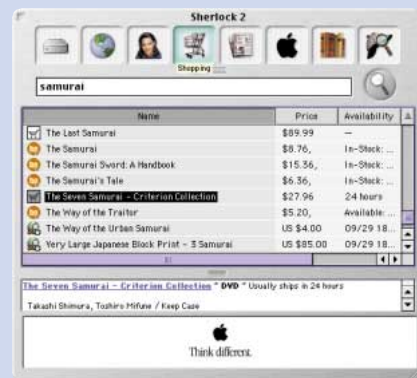 Sherlock 2
Shopping
samurai
Name Price Availability
The Last Samurai $89.99 —
The Samurai $8.76, In-Stock: ...
The Samurai Sword: A Handbook $15.36, In-Stock: ...
The Samurai's Tale $6.36, In-Stock: ...
The Seven Samurai - Criterion Collection $27.96 24 hours
The Way of the Traitor $5.20, Available: ...
The Way of the Urban Samurai US $4.00 09/29 18...
Very Large Japanese Block Print - 3 Samurai US $85.00 09/29 18...
The Seven Samurai - Criterion Collection * DVD * Usually ships in 24 hours
Takashi Shimura, Toshiro Mifune / Keep Case
Think different.